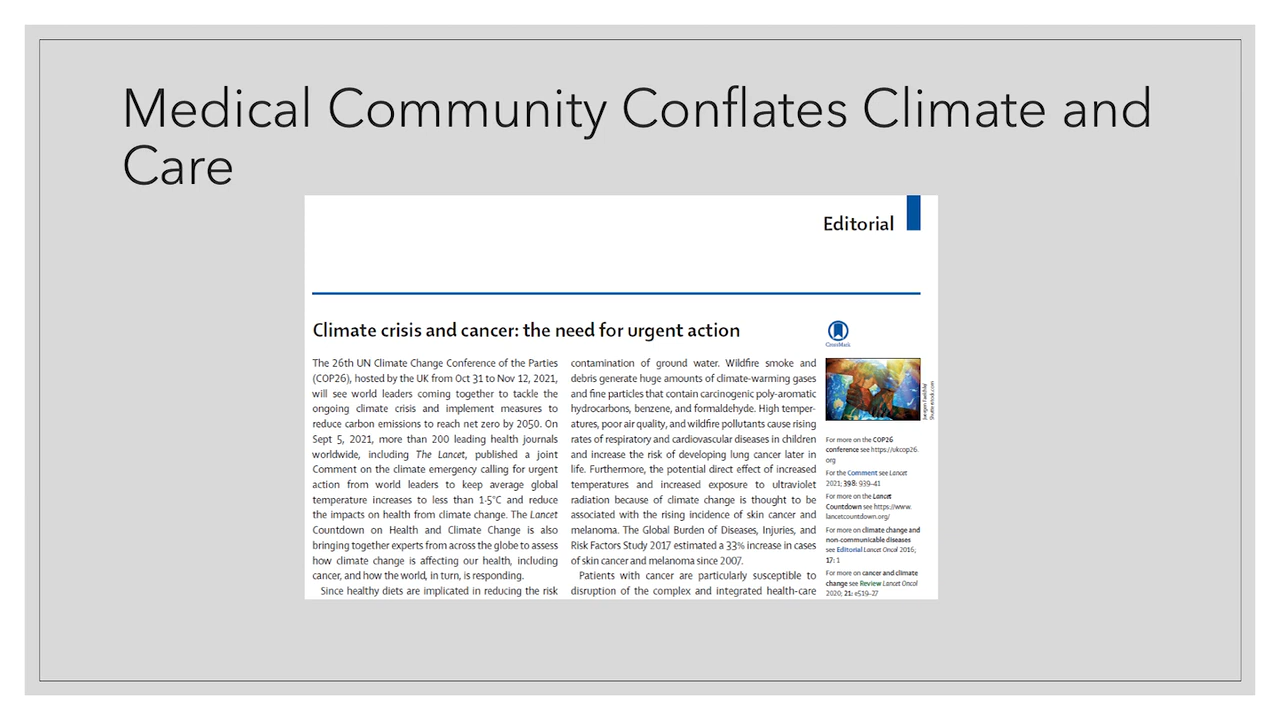 Medical Community Conflates Climate and
Care
Editorial
Climate crisis and cancer: the need for urgent action
The 26th UN Climate Change Conference of the Parties
(COP26), hosted by the UK from Oct 31 to Nov 12, 2021,
will see world leaders coming together to tackle the
ongoing climate crisis and implement measures to
reduce carbon emissions to reach net zero by 2050. On
Sept 5, 2021, more than 200 leading health journals
worldwide, including The Lancet, published a joint
Comment on the climate emergency calling for urgent
action from world leaders to keep average global
temperature increases to less than 1·5°C and reduce
the impacts on health from climate change. The Lancet
Countdown on Health and Climate Change is also
bringing together experts from across the globe to assess
how climate change is affecting our health, including
cancer, and how the world, in turn, is responding.
Since healthy diets are implicated in reducing the risk
contamination of ground water. Wildfire smoke and
debris generate huge amounts of climate-warming gases
and fine particles that contain carcinogenic poly-aromatic
hydrocarbons, benzene, and formaldehyde. High temper-
atures, poor air quality, and wildfire pollutants cause rising
rates of respiratory and cardiovascular diseases in children
and increase the risk of developing lung cancer later in
life. Furthermore, the potential direct effect of increased
temperatures and increased exposure to ultraviolet
radiation because of climate change is thought to be
associated with the rising incidence of skin cancer and
melanoma. The Global Burden of Diseases, Injuries, and
Risk Factors Study 2017 estimated a 33% increase in cases
of skin cancer and melanoma since 2007.
Patients with cancer are particularly susceptible to
disruption of the complex and integrated health-care
CrossMark
Shutterstock.com
For more on the COP26
conference see https://ukcop26.
org
For the Comment see Lancet
2021; 398: 939–41
For more on the Lancet
Countdown see https://www.
lancetcountdown.org/
For more on climate change and
non-communicable diseases
see Editorial Lancet Oncol 2016;
17: 1
For more on cancer and climate
change see Review Lancet Oncol
2020; 21: e519–27